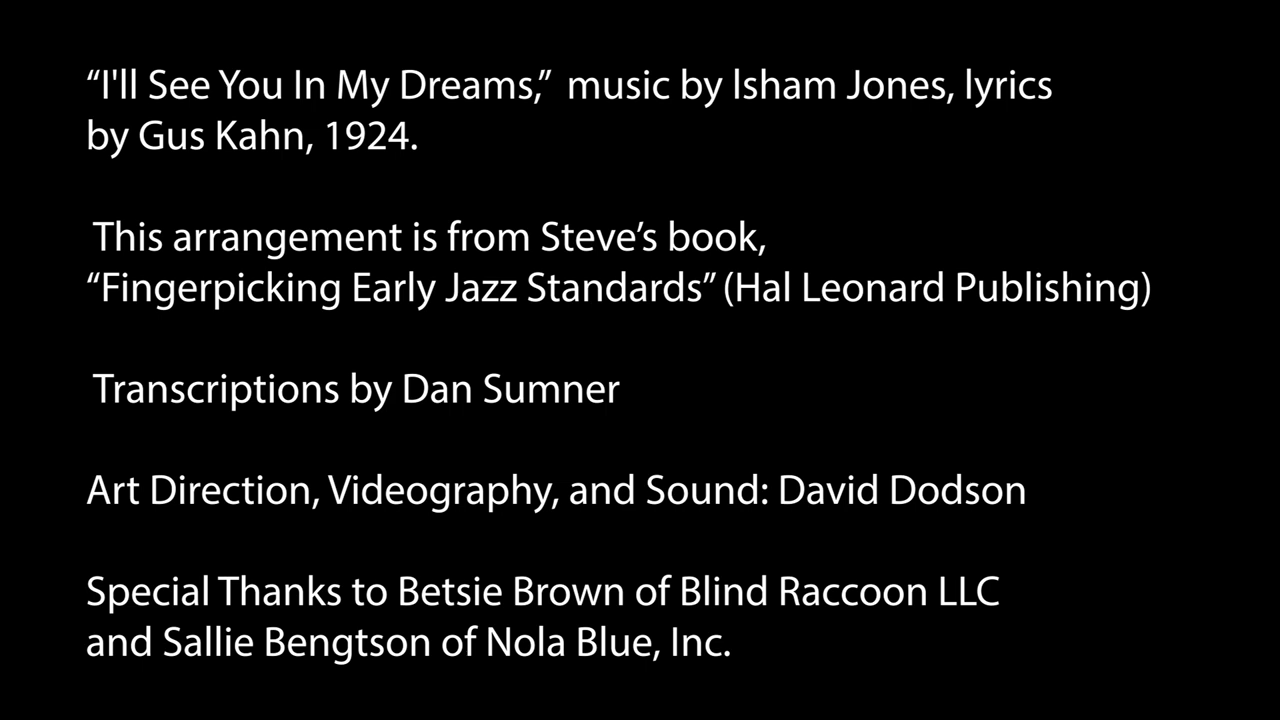 “I'll See You In My Dreams,” music by Isham Jones, lyrics
by Gus Kahn, 1924.
This arrangement is from Steve’s book,
“Fingerpicking Early Jazz Standards” (Hal Leonard Publishing)
Transcriptions by Dan Sumner
Art Direction, Videography, and Sound: David Dodson
Special Thanks to Betsie Brown of Blind Raccoon LLC
and Sallie Bengtson of Nola Blue, Inc.